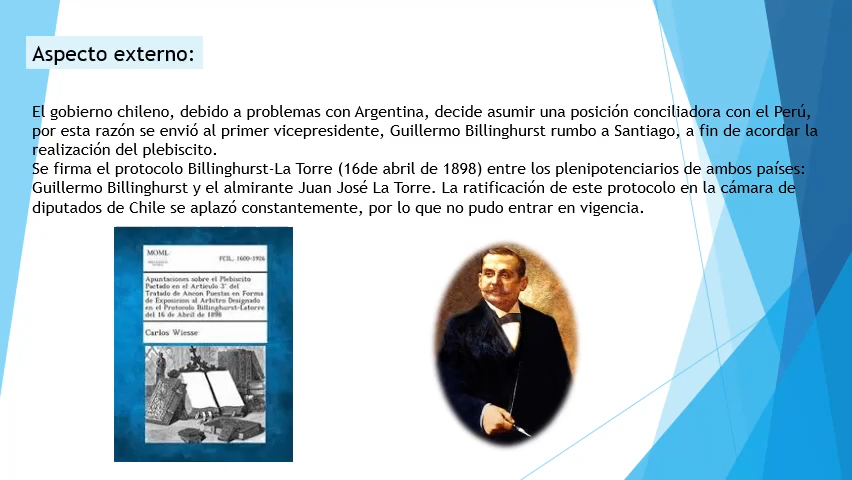 Aspecto externo:
El gobierno chileno, debido a problemas con Argentina, decide asumir una posición conciliadora con el Perú,
por esta razón se envió al primer vicepresidente, Guillermo Billinghurst rumbo a Santiago, a fin de acordar la
realización del plebiscito.
Se firma el protocolo Billinghurst-La Torre (16de abril de 1898) entre los plenipotenciarios de ambos países:
Guillermo Billinghurst y el almirante Juan José La Torre. La ratificación de este protocolo en la cámara de
diputados de Chile se aplazó constantemente, por lo que no pudo entrar en vigencia.
MOML
FCIL, 1600-1926
Apuntaciones sobre el Plebiscito
Pactado en el Articulo 3° del
Tratado de Ancon Puestas en Forma
de Exposicion al Arbitro Designado
en el Protocolo Billinghurst-Latorre
del 16 de Abril de 1898
Carlos Wiesse